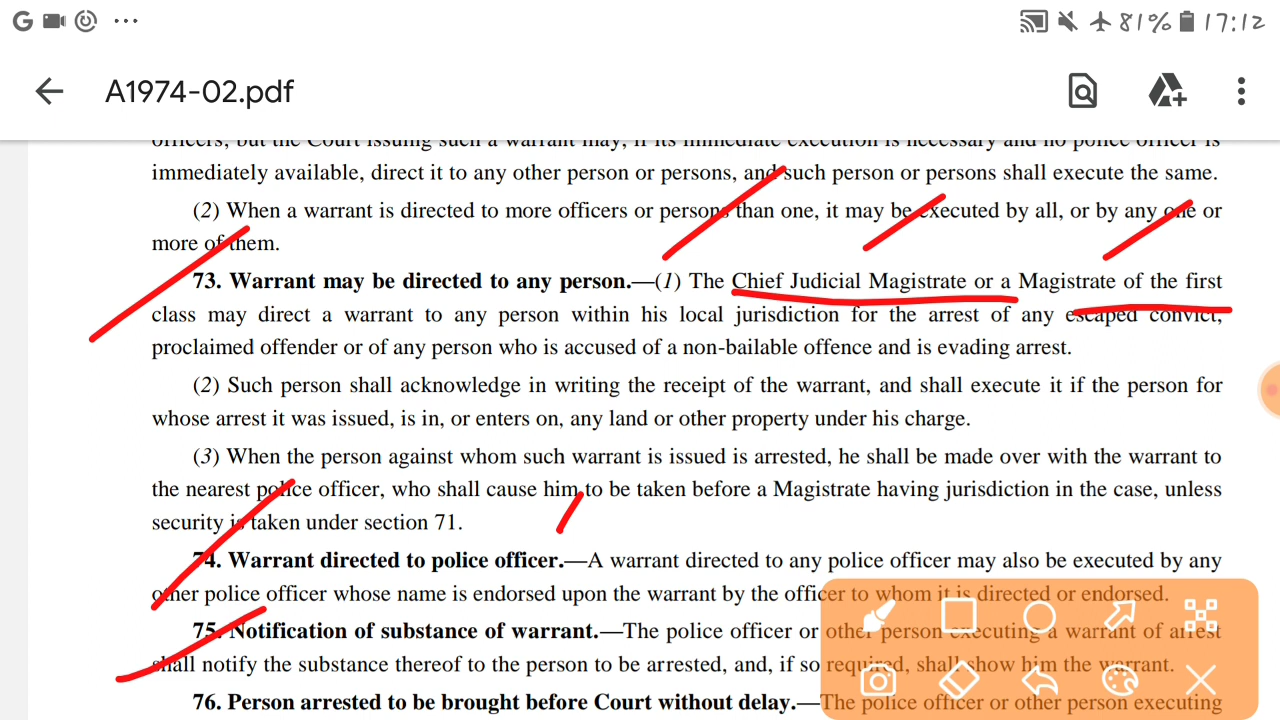 81% 17:12
A1974-02.pdf
officers, but the Court issuing such a warrant may, if its immediate execution is necessary and no police officer is
immediately available, direct it to any other person or persons, and such person or persons shall execute the same.
(2) When a warrant is directed to more officers or persons than one, it may be executed by all, or by any one or
more of them.
73. Warrant may be directed to any person.—(1) The Chief Judicial Magistrate or a Magistrate of the first
class may direct a warrant to any person within his local jurisdiction for the arrest of any escaped convict,
proclaimed offender or of any person who is accused of a non-bailable offence and is evading arrest.
(2) Such person shall acknowledge in writing the receipt of the warrant, and shall execute it if the person for
whose arrest it was issued, is in, or enters on, any land or other property under his charge.
(3) When the person against whom such warrant is issued is arrested, he shall be made over with the warrant to
the nearest police officer, who shall cause him to be taken before a Magistrate having jurisdiction in the case, unless
security is taken under section 71.
74. Warrant directed to police officer.—A warrant directed to any police officer may also be executed by any
other police officer whose name is endorsed upon the warrant by the officer to whom it is directed or endorsed.
75. Notification of substance of warrant.—The police officer or other person executing a warrant of arrest
shall notify the substance thereof to the person to be arrested, and, if so required, shall show him the warrant.
76. Person arrested to be brought before Court without delay.—The police officer or other person executing